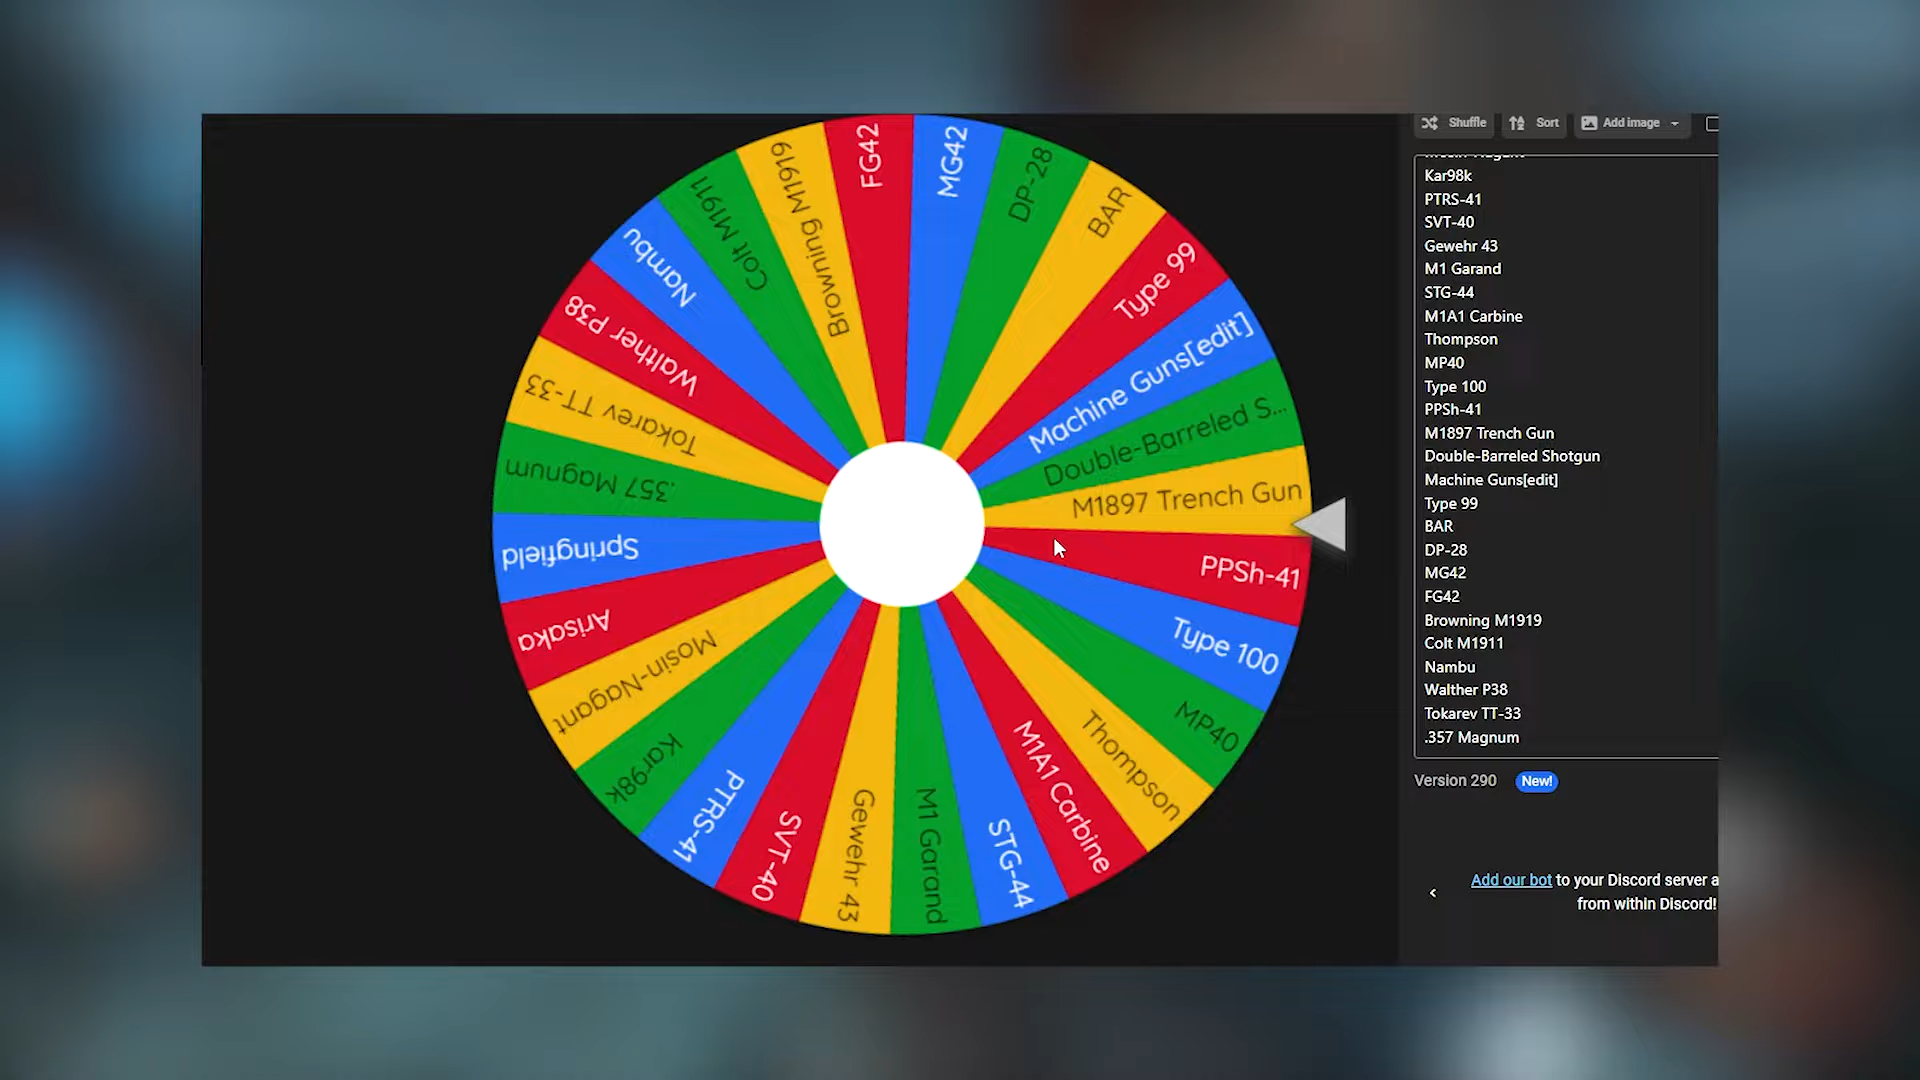 FG42
MG42
DP-28
BAR
Type 99
Machine Guns[edit]
Double-Barreled S...
M1897 Trench Gun
PPSh-41
Type 100
MP40
Thompson
M1A1 Carbine
STG-44
M1 Garand
Gewehr 43
SVT-40
PTRS-41
Kar98k
Mosin-Nagant
Arisaka
Springfield
.357 Magnum
Tokarev TT-33
Walther P38
Nambu
Colt M1911
Browning M1919
Shuffle Sort Add image
Mosin-Nagant
Kar98k
PTRS-41
SVT-40
Gewehr 43
M1 Garand
STG-44
M1A1 Carbine
Thompson
MP40
Type 100
PPSh-41
M1897 Trench Gun
Double-Barreled Shotgun
Machine Guns[edit]
Type 99
BAR
DP-28
MG42
FG42
Browning M1919
Colt M1911
Nambu
Walther P38
Tokarev TT-33
.357 Magnum
Version 290 New!
Add our bot to your Discord server a
from within Discord!